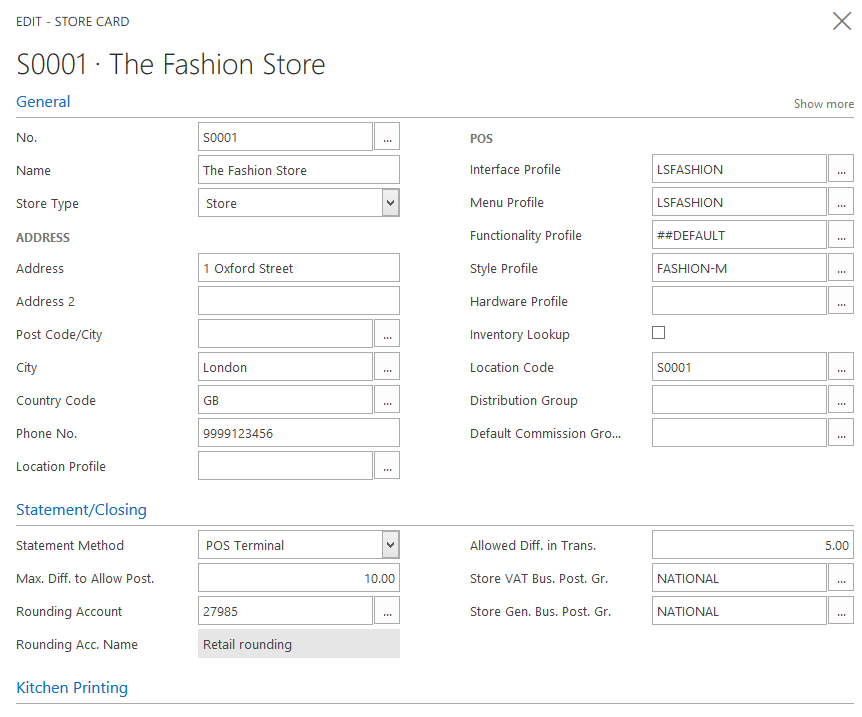 EDIT - STORE CARD
S0001 · The Fashion Store
General
Show more
No.
S0001
...
Name
The Fashion Store
Store Type
Store
ADDRESS
Address
1 Oxford Street
Address 2
Post Code/City
...
City
London
...
Country Code
GB
...
Phone No.
9999123456
Location Profile
...
POS
Interface Profile
LSFASHION
...
Menu Profile
LSFASHION
...
Functionality Profile
##DEFAULT
...
Style Profile
FASHION-M
...
Hardware Profile
...
Inventory Lookup
Location Code
S0001
...
Distribution Group
...
Default Commission Gro...
...
Statement/Closing
Statement Method
POS Terminal
Max. Diff. to Allow Post.
10.00
Rounding Account
27985
...
Rounding Acc. Name
Retail rounding
Allowed Diff. in Trans.
5.00
Store VAT Bus. Post. Gr.
NATIONAL
...
Store Gen. Bus. Post. Gr.
NATIONAL
...
Kitchen Printing